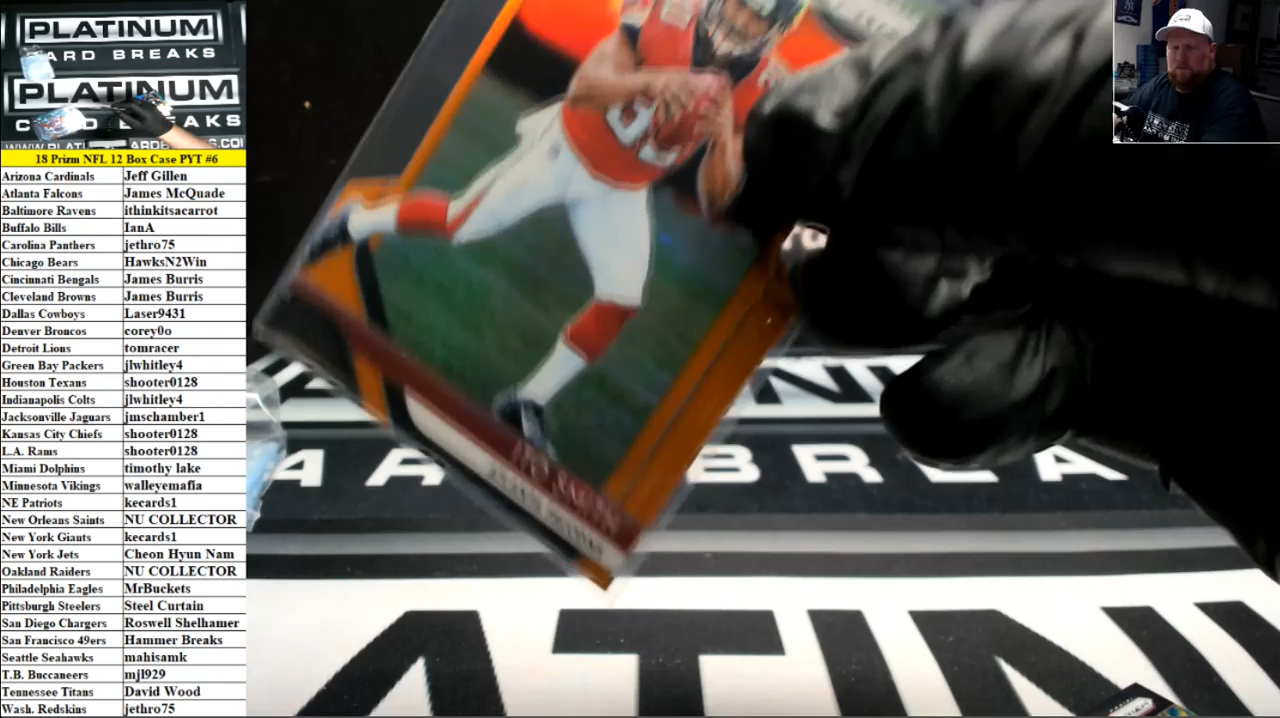 PLATINUM
ARD BREAKS
PLATINUM
C RD B EAKS
18 Prizm NFL 12 Box Case PYT #6
Arizona Cardinals Jeff Gillen
Atlanta Falcons James McQuade
Baltimore Ravens ithinkitsacarrot
Buffalo Bills IanA
Carolina Panthers jethro75
Chicago Bears HawksN2Win
Cincinnati Bengals James Burris
Cleveland Browns James Burris
Dallas Cowboys Laser9431
Denver Broncos corey0o
Detroit Lions tomracer
Green Bay Packers jlwhitley4
Houston Texans shooter0128
Indianapolis Colts jlwhitley4
Jacksonville Jaguars jmschamber1
Kansas City Chiefs shooter0128
L.A. Rams shooter0128
Miami Dolphins timothy lake
Minnesota Vikings walleyemafia
NE Patriots kecards1
New Orleans Saints NU COLLECTOR
New York Giants kecards1
New York Jets Cheon Hyun Nam
Oakland Raiders NU COLLECTOR
Philadelphia Eagles MrBuckets
Pittsburgh Steelers Steel Curtain
San Diego Chargers Roswell Shelhamer
San Francisco 49ers Hammer Breaks
Seattle Seahawks mahisamk
T.B. Buccaneers mjl929
Tennessee Titans David Wood
Wash. Redskins jethro75
ARD BREA
ATINU